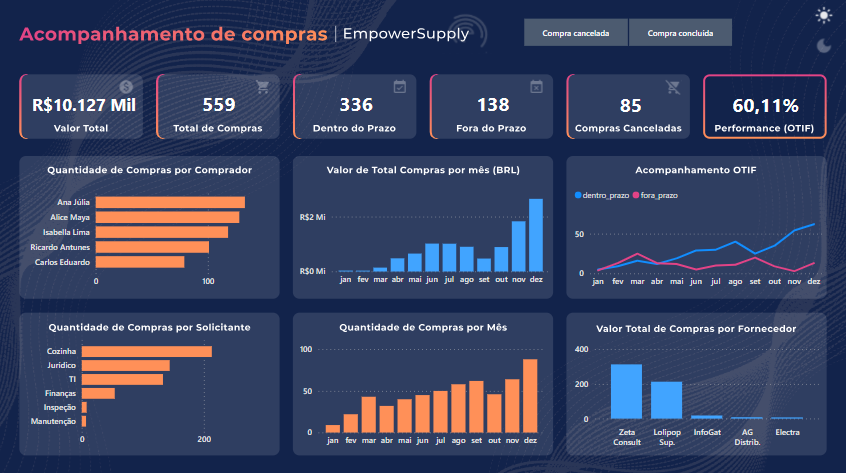 Acompanhamento de compras | EmpowerSupply
Compra cancelada
Compra concluida
R$10.127 Mil
Valor Total
559
Total de Compras
336
Dentro do Prazo
138
Fora do Prazo
85
Compras Canceladas
60,11%
Performance (OTIF)
Quantidade de Compras por Comprador
Ana Júlia
Alice Maya
Isabella Lima
Ricardo Antunes
Carlos Eduardo
0 100
Valor de Total Compras por mês (BRL)
R$2 Mi
R$0 Mi
jan fev mar abr mai jun jul ago set out nov dez
Acompanhamento OTIF
dentro_prazo fora_prazo
50
0
jan fev mar abr mai jun jul ago set out nov dez
Quantidade de Compras por Solicitante
Cozinha
Juridico
TI
Finanças
Inspeção
Manutenção
0 200
Quantidade de Compras por Mês
100
50
0
jan fev mar abr mai jun jul ago set out nov dez
Valor Total de Compras por Fornecedor
400
200
0
Zeta Consult
Lolipop Sup.
InfoGat
AG Distrib.
Electra